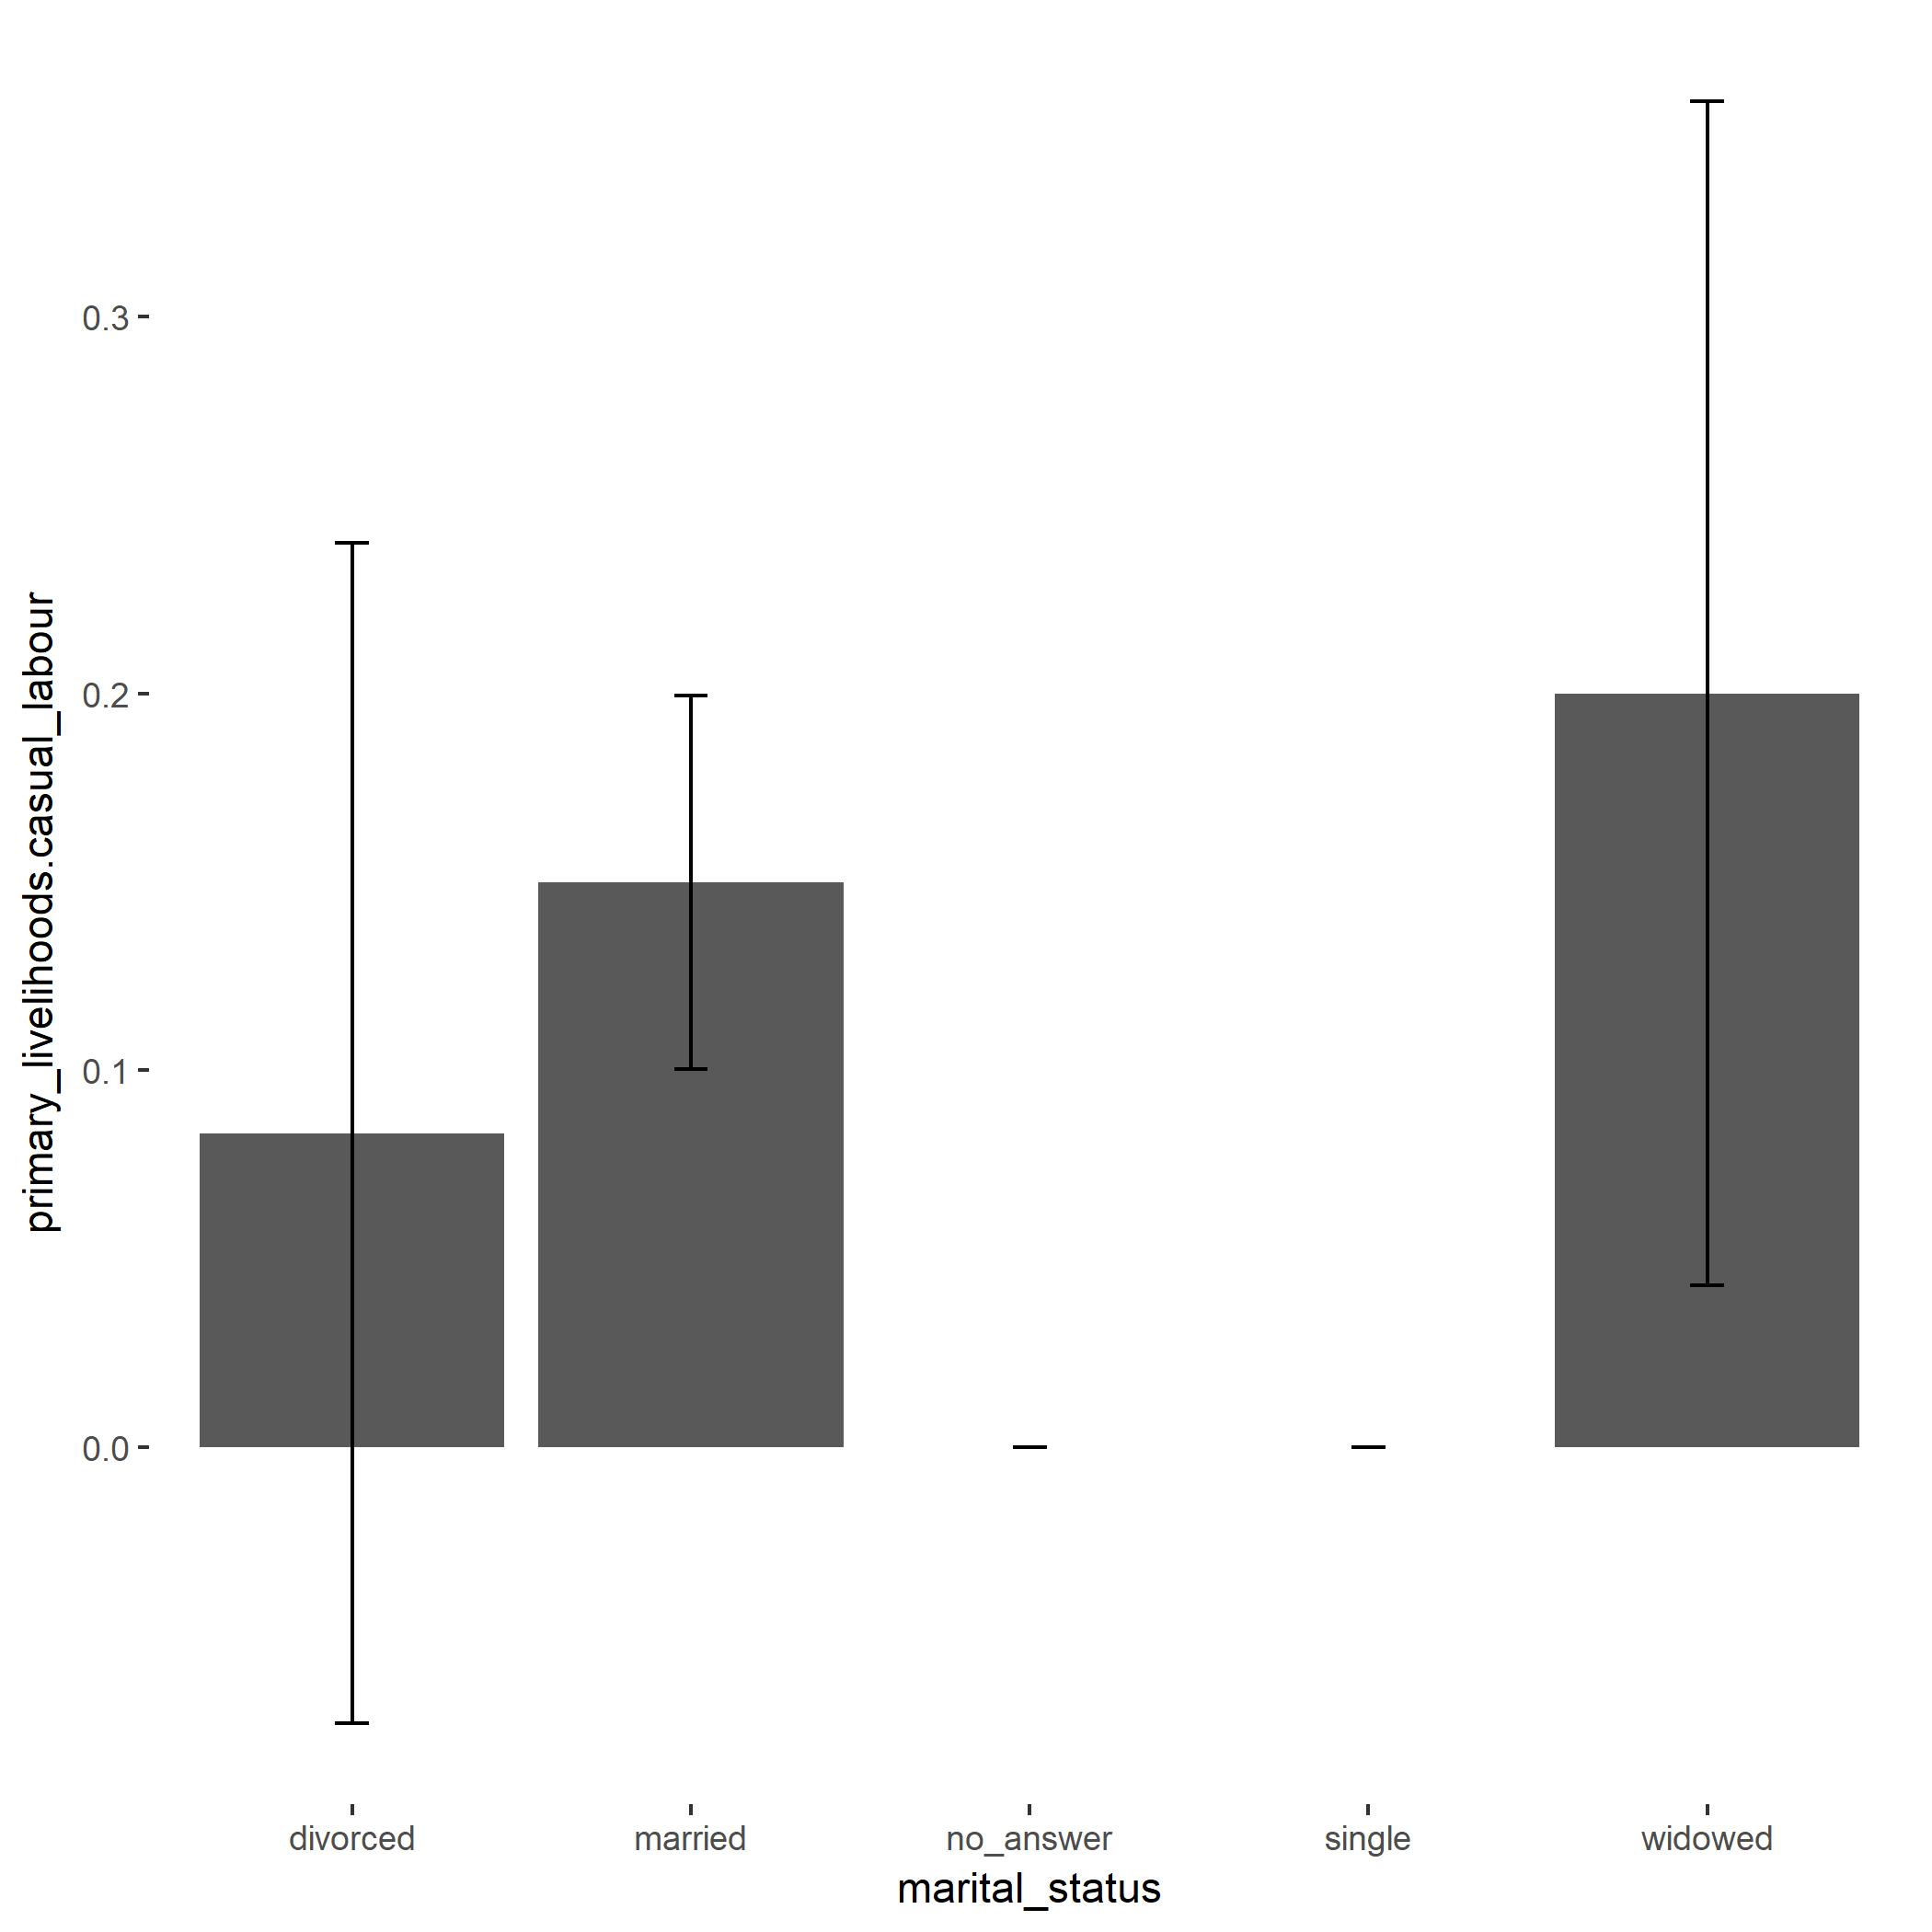 primary_livelihoods.casual_labour
0.3
0.2
0.1
0.0
divorced married no_answer single widowed
marital_status